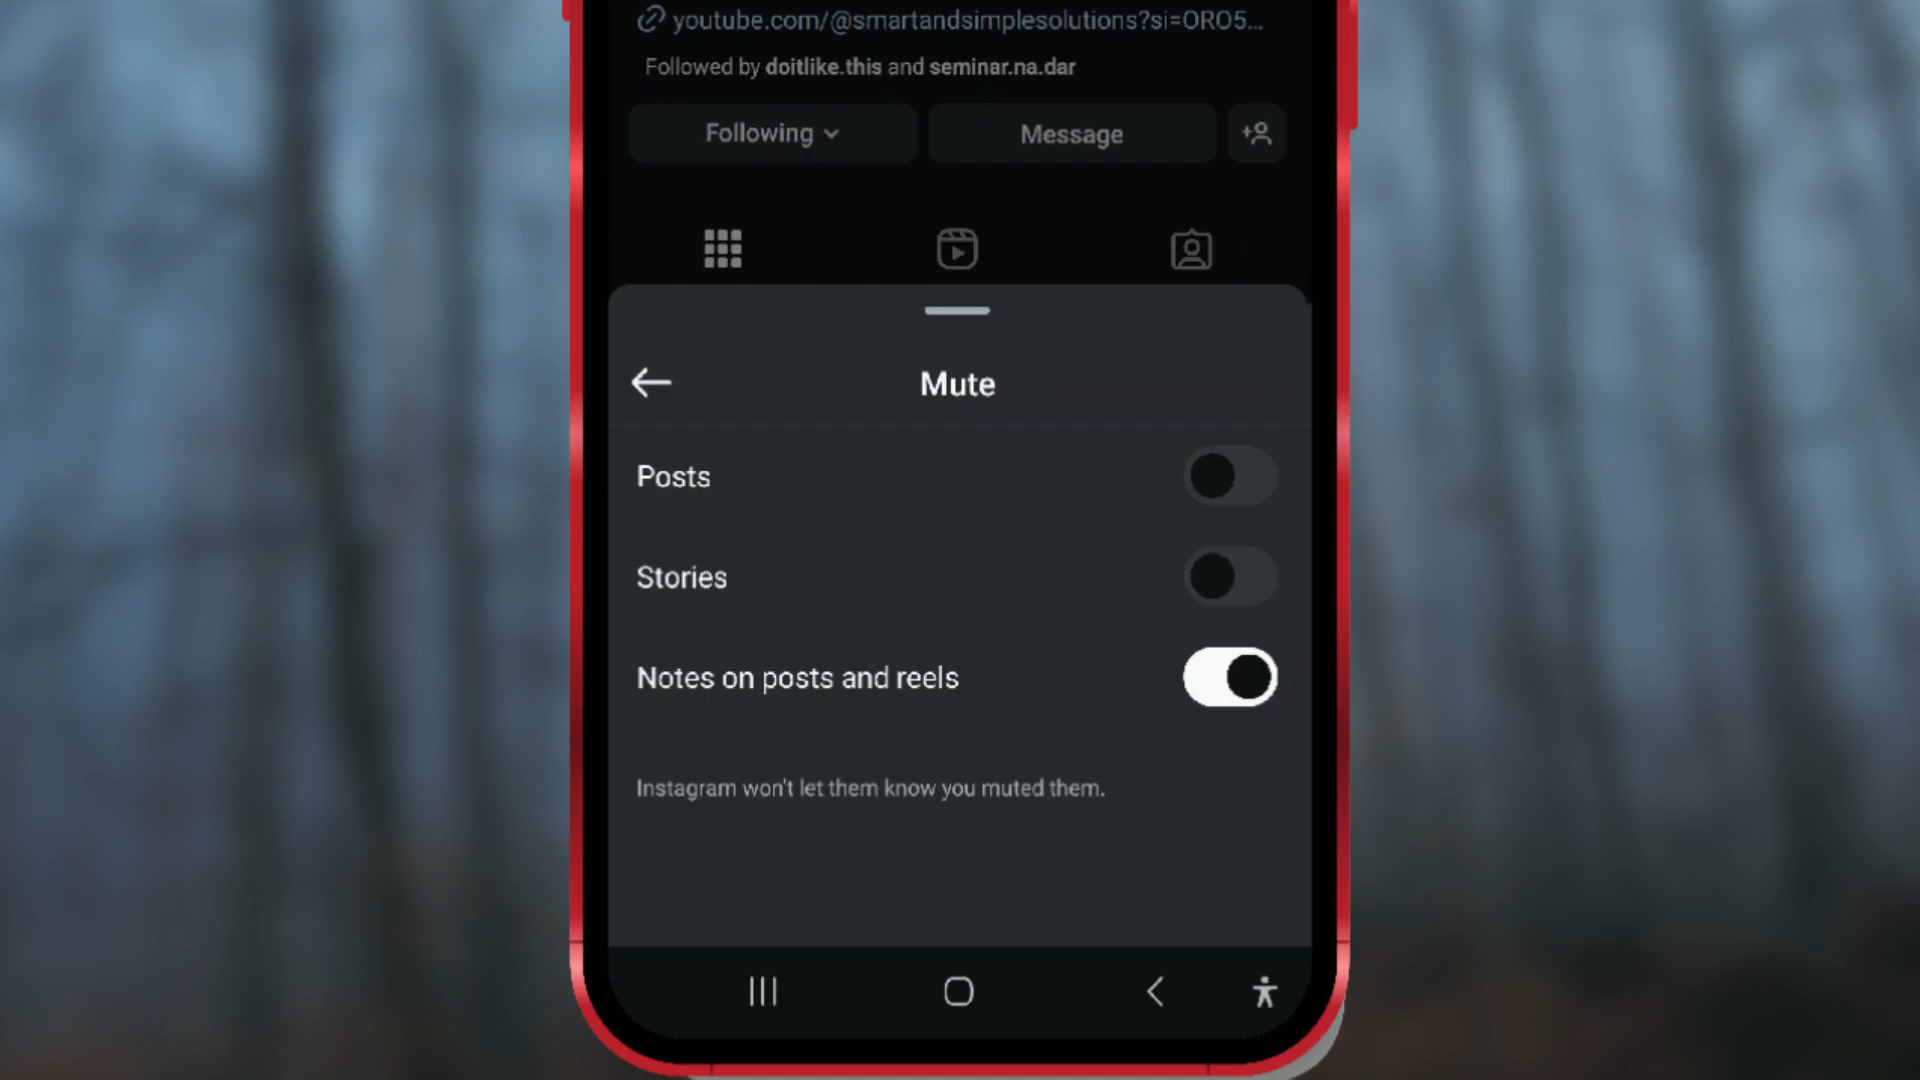 youtube.com/@smartandsimplesolutions?si=ORO5...
Followed by doitlike.this and seminar.na.dar
Following
Message
Mute
Posts
Stories
Notes on posts and reels
Instagram won't let them know you muted them.